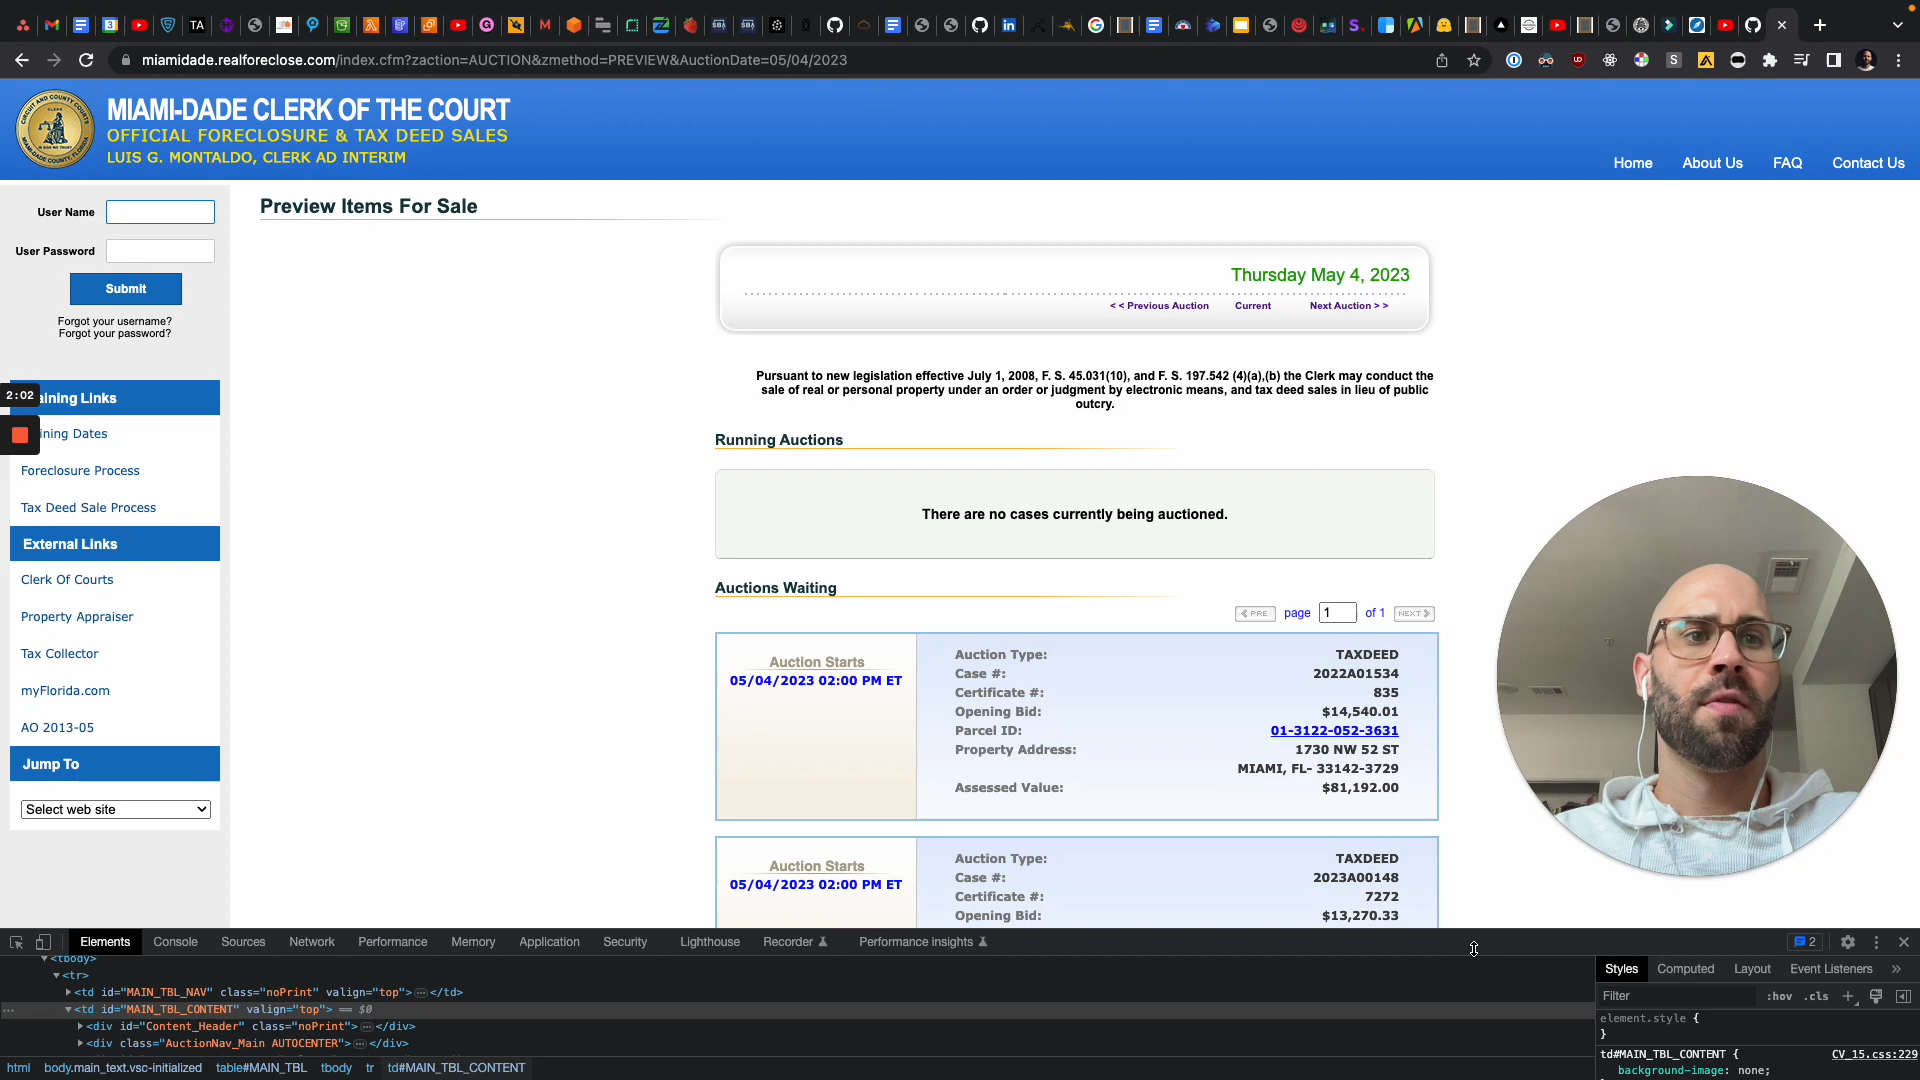 miamidade.realforeclose.com/index.cfm?zaction=AUCTION&zmethod=PREVIEW&AuctionDate=05/04/2023
MIAMI-DADE CLERK OF THE COURT
OFFICIAL FORECLOSURE & TAX DEED SALES
LUIS G. MONTALDO, CLERK AD INTERIM
Home About Us FAQ Contact Us
User Name
User Password
Submit
Forgot your username?
Forgot your password?
2:02
aining Links
ining Dates
Foreclosure Process
Tax Deed Sale Process
External Links
Clerk Of Courts
Property Appraiser
Tax Collector
myFlorida.com
AO 2013-05
Jump To
Select web site
Preview Items For Sale
Thursday May 4, 2023
< < Previous Auction Current Next Auction > >
Pursuant to new legislation effective July 1, 2008, F. S. 45.031(10), and F. S. 197.542 (4)(a),(b) the Clerk may conduct the
sale of real or personal property under an order or judgment by electronic means, and tax deed sales in lieu of public
outcry.
Running Auctions
There are no cases currently being auctioned.
Auctions Waiting
PRE page 1 of 1 NEXT
Auction Starts
05/04/2023 02:00 PM ET
Auction Type: TAXDEED
Case #: 2022A01534
Certificate #: 835
Opening Bid: $14,540.01
Parcel ID: 01-3122-052-3631
Property Address: 1730 NW 52 ST
MIAMI, FL- 33142-3729
Assessed Value: $81,192.00
Auction Starts
05/04/2023 02:00 PM ET
Auction Type: TAXDEED
Case #: 2023A00148
Certificate #: 7272
Opening Bid: $13,270.33
Elements Console Sources Network Performance Memory Application Security Lighthouse Recorder Performance insights 2
<tbody>
<tr>
<td id="MAIN_TBL_NAV" class="noPrint" valign="top">…</td>
<td id="MAIN_TBL_CONTENT" valign="top"> == $0
<div id="Content_Header" class="noPrint">…</div>
<div class="AuctionNav_Main AUTOCENTER">…</div>
html body.main_text.vsc-initialized table#MAIN_TBL tbody tr td#MAIN_TBL_CONTENT
Styles Computed Layout Event Listeners »
Filter :hov .cls +
element.style {
}
td#MAIN_TBL_CONTENT { CV_15.css:229
background-image: none;